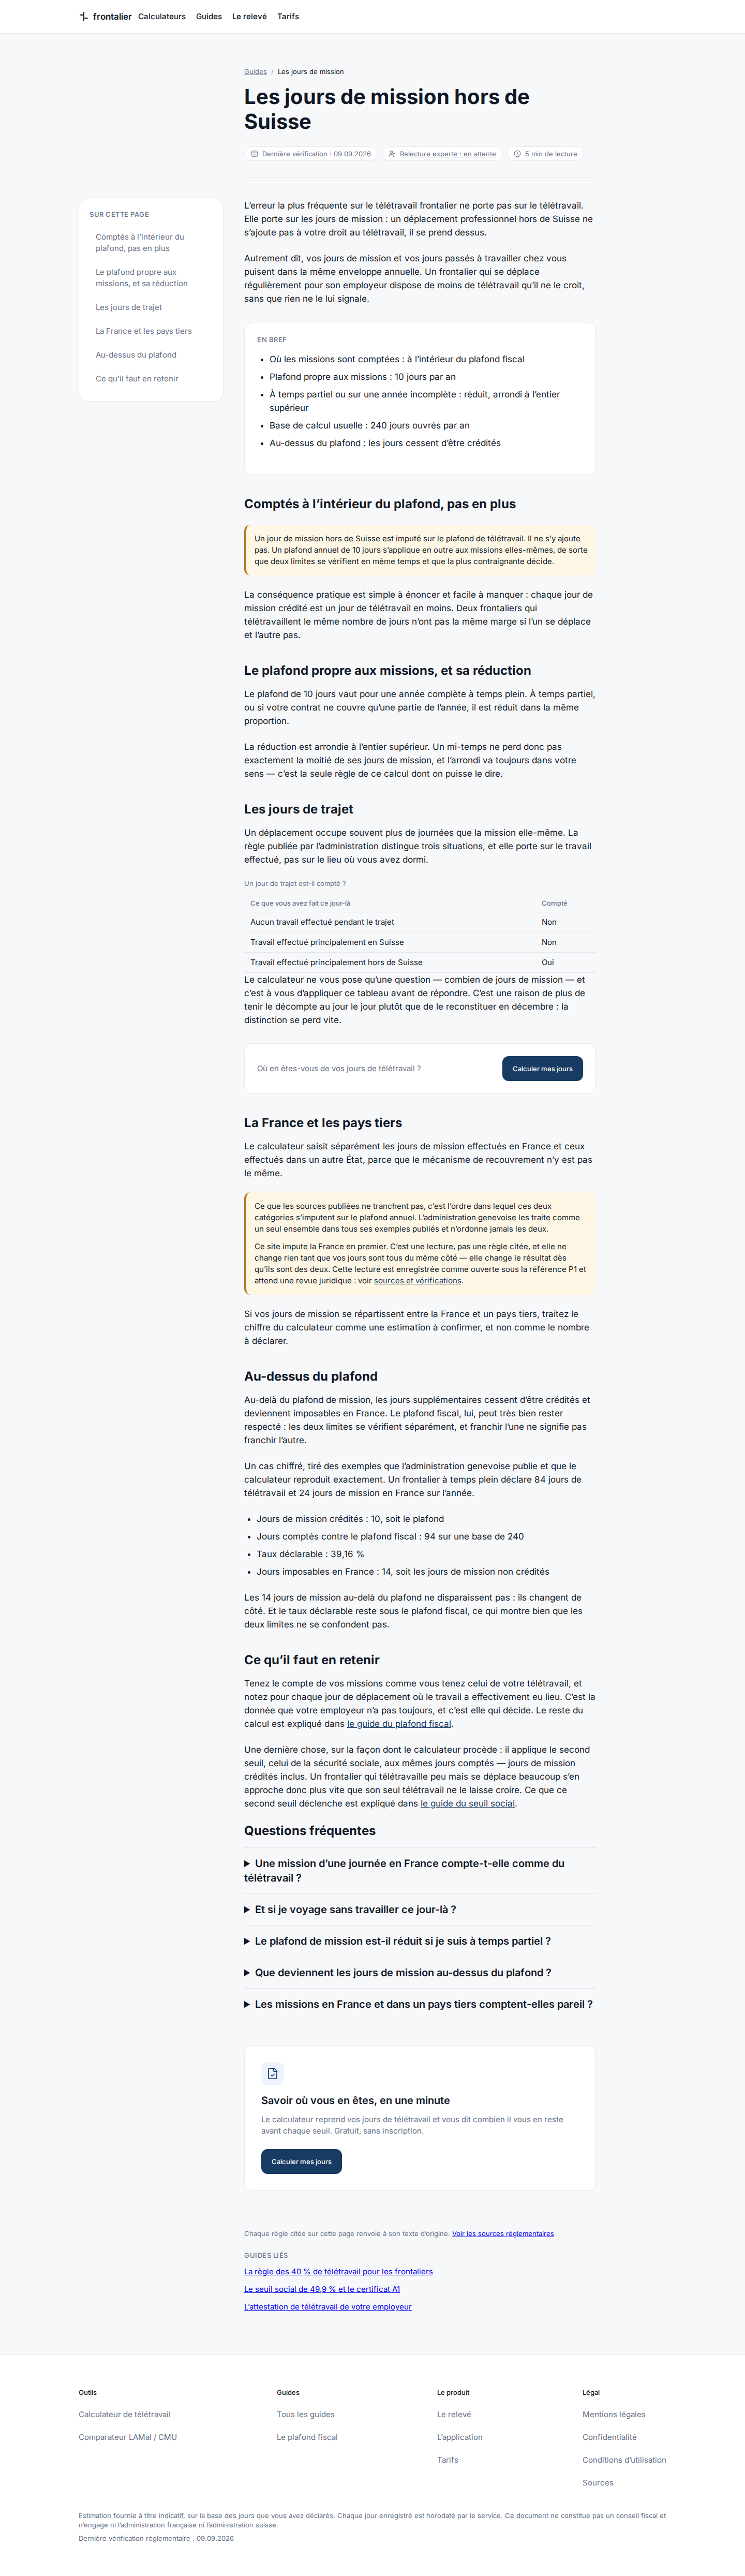 frontalier Calculateurs Guides Le relevé Tarifs
Guides / Les jours de mission
Les jours de mission hors de
Suisse
Dernière vérification : 09.09.2026 Relecture experte : en attente 5 min de lecture
SUR CETTE PAGE
Comptés à l’intérieur du
plafond, pas en plus
Le plafond propre aux
missions, et sa réduction
Les jours de trajet
La France et les pays tiers
Au-dessus du plafond
Ce qu’il faut en retenir
L’erreur la plus fréquente sur le télétravail frontalier ne porte pas sur le télétravail.
Elle porte sur les jours de mission : un déplacement professionnel hors de Suisse ne
s’ajoute pas à votre droit au télétravail, il se prend dessus.
Autrement dit, vos jours de mission et vos jours passés à travailler chez vous
puisent dans la même enveloppe annuelle. Un frontalier qui se déplace
régulièrement pour son employeur dispose de moins de télétravail qu’il ne le croit,
sans que rien ne le lui signale.
EN BREF
• Où les missions sont comptées : à l’intérieur du plafond fiscal
• Plafond propre aux missions : 10 jours par an
• À temps partiel ou sur une année incomplète : réduit, arrondi à l’entier
supérieur
• Base de calcul usuelle : 240 jours ouvrés par an
• Au-dessus du plafond : les jours cessent d’être crédités
Comptés à l’intérieur du plafond, pas en plus
Un jour de mission hors de Suisse est imputé sur le plafond de télétravail. Il ne s’y ajoute
pas. Un plafond annuel de 10 jours s’applique en outre aux missions elles-mêmes, de sorte
que deux limites se vérifient en même temps et que la plus contraignante décide.
La conséquence pratique est simple à énoncer et facile à manquer : chaque jour de
mission crédité est un jour de télétravail en moins. Deux frontaliers qui
télétravaillent le même nombre de jours n’ont pas la même marge si l’un se déplace
et l’autre pas.
Le plafond propre aux missions, et sa réduction
Le plafond de 10 jours vaut pour une année complète à temps plein. À temps partiel,
ou si votre contrat ne couvre qu’une partie de l’année, il est réduit dans la même
proportion.
La réduction est arrondie à l’entier supérieur. Un mi-temps ne perd donc pas
exactement la moitié de ses jours de mission, et l’arrondi va toujours dans votre
sens — c’est la seule règle de ce calcul dont on puisse le dire.
Les jours de trajet
Un déplacement occupe souvent plus de journées que la mission elle-même. La
règle publiée par l’administration distingue trois situations, et elle porte sur le travail
effectué, pas sur le lieu où vous avez dormi.
Un jour de trajet est-il compté ?
Ce que vous avez fait ce jour-là Compté
Aucun travail effectué pendant le trajet Non
Travail effectué principalement en Suisse Non
Travail effectué principalement hors de Suisse Oui
Le calculateur ne vous pose qu’une question — combien de jours de mission — et
c’est à vous d’appliquer ce tableau avant de répondre. C’est une raison de plus de
tenir le décompte au jour le jour plutôt que de le reconstituer en décembre : la
distinction se perd vite.
Où en êtes-vous de vos jours de télétravail ? Calculer mes jours
La France et les pays tiers
Le calculateur saisit séparément les jours de mission effectués en France et ceux
effectués dans un autre État, parce que le mécanisme de recouvrement n’y est pas
le même.
Ce que les sources publiées ne tranchent pas, c’est l’ordre dans lequel ces deux
catégories s’imputent sur le plafond annuel. L’administration genevoise les traite comme
un seul ensemble dans tous ses exemples publiés et n’ordonne jamais les deux.
Ce site impute la France en premier. C’est une lecture, pas une règle citée, et elle ne
change rien tant que vos jours sont tous du même côté — elle change le résultat dès
qu’ils sont des deux. Cette lecture est enregistrée comme ouverte sous la référence P1 et
attend une revue juridique : voir sources et vérifications.
Si vos jours de mission se répartissent entre la France et un pays tiers, traitez le
chiffre du calculateur comme une estimation à confirmer, et non comme le nombre
à déclarer.
Au-dessus du plafond
Au-delà du plafond de mission, les jours supplémentaires cessent d’être crédités et
deviennent imposables en France. Le plafond fiscal, lui, peut très bien rester
respecté : les deux limites se vérifient séparément, et franchir l’une ne signifie pas
franchir l’autre.
Un cas chiffré, tiré des exemples que l’administration genevoise publie et que le
calculateur reproduit exactement. Un frontalier à temps plein déclare 84 jours de
télétravail et 24 jours de mission en France sur l’année.
• Jours de mission crédités : 10, soit le plafond
• Jours comptés contre le plafond fiscal : 94 sur une base de 240
• Taux déclarable : 39,16 %
• Jours imposables en France : 14, soit les jours de mission non crédités
Les 14 jours de mission au-delà du plafond ne disparaissent pas : ils changent de
côté. Et le taux déclarable reste sous le plafond fiscal, ce qui montre bien que les
deux limites ne se confondent pas.
Ce qu’il faut en retenir
Tenez le compte de vos missions comme vous tenez celui de votre télétravail, et
notez pour chaque jour de déplacement où le travail a effectivement eu lieu. C’est la
donnée que votre employeur n’a pas toujours, et c’est elle qui décide. Le reste du
calcul est expliqué dans le guide du plafond fiscal.
Une dernière chose, sur la façon dont le calculateur procède : il applique le second
seuil, celui de la sécurité sociale, aux mêmes jours comptés — jours de mission
crédités inclus. Un frontalier qui télétravaille peu mais se déplace beaucoup s’en
approche donc plus vite que son seul télétravail ne le laisse croire. Ce que ce
second seuil déclenche est expliqué dans le guide du seuil social.
Questions fréquentes
Une mission d’une journée en France compte-t-elle comme du
télétravail ?
Et si je voyage sans travailler ce jour-là ?
Le plafond de mission est-il réduit si je suis à temps partiel ?
Que deviennent les jours de mission au-dessus du plafond ?
Les missions en France et dans un pays tiers comptent-elles pareil ?
Savoir où vous en êtes, en une minute
Le calculateur reprend vos jours de télétravail et vous dit combien il vous en reste
avant chaque seuil. Gratuit, sans inscription.
Calculer mes jours
Chaque règle citée sur cette page renvoie à son texte d’origine. Voir les sources réglementaires
GUIDES LIÉS
La règle des 40 % de télétravail pour les frontaliers
Le seuil social de 49,9 % et le certificat A1
L’attestation de télétravail de votre employeur
Outils Guides Le produit Légal
Calculateur de télétravail Tous les guides Le relevé Mentions légales
Comparateur LAMal / CMU Le plafond fiscal L’application Confidentialité
Tarifs Conditions d’utilisation
Sources
Estimation fournie à titre indicatif, sur la base des jours que vous avez déclarés. Chaque jour enregistré est horodaté par le service. Ce document ne constitue pas un conseil fiscal et
n’engage ni l’administration française ni l’administration suisse.
Dernière vérification réglementaire : 09.09.2026